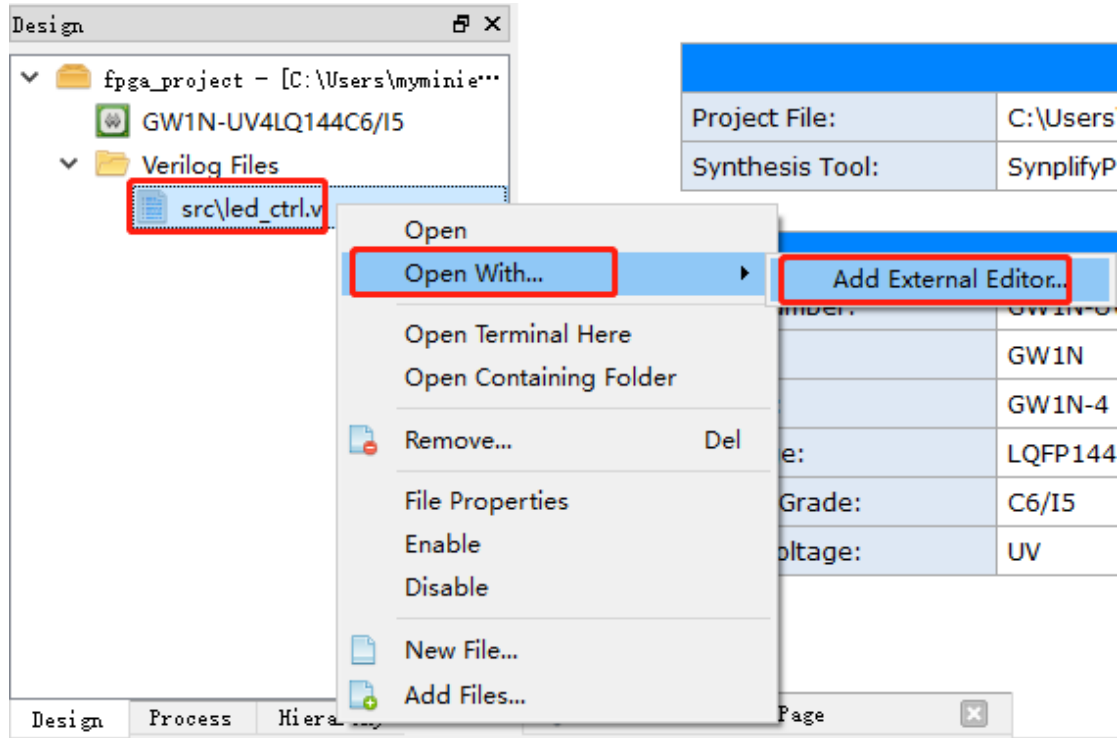 Design
fpga_project - [C:\Users\myminie···
GW1N-UV4LQ144C6/I5
Verilog Files
src\led_ctrl.v
Open
Open With...
Add External Editor...
Open Terminal Here
Open Containing Folder
Remove... Del
File Properties
Enable
Disable
New File...
Add Files...
Project File: C:\Users\
Synthesis Tool: SynplifyP
GW1N-U
GW1N
GW1N-4
e: LQFP144
Grade: C6/I5
oltage: UV
Design Process Page